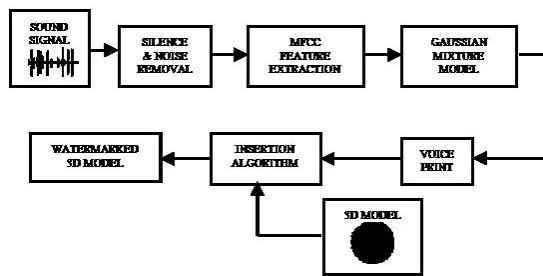 SOUND
SIGNAL
SILENCE
& NOISE
REMOVAL
MFCC
FEATURE
EXTRACTION
GAUSSIAN
MIXTURE
MODEL
WATERMARKED
3D MODEL
INSERTION
ALGORITHM
VOICE
PRINT
3D MODEL